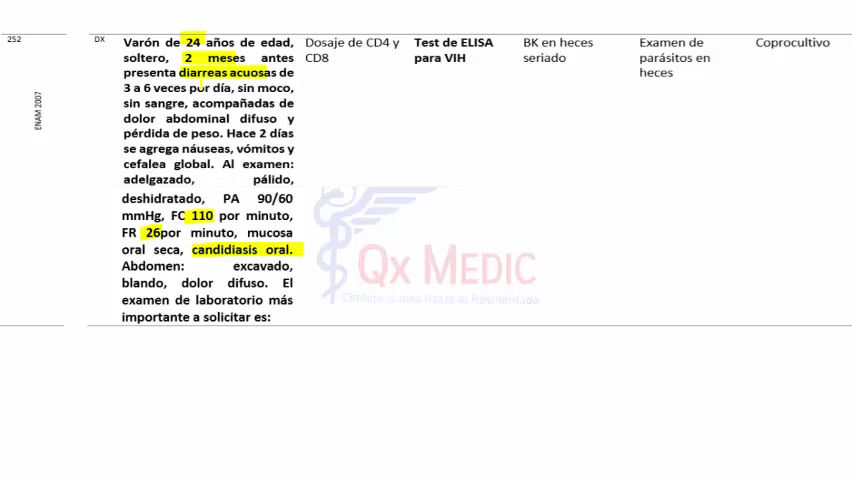 252
DX
ENAM 2007
Varón de 24 años de edad,
soltero, 2 meses antes
presenta diarreas acuosas de
3 a 6 veces por día, sin moco,
sin sangre, acompañadas de
dolor abdominal difuso y
pérdida de peso. Hace 2 días
se agrega náuseas, vómitos y
cefalea global. Al examen:
adelgazado, pálido,
deshidratado, PA 90/60
mmHg, FC 110 por minuto,
FR 26por minuto, mucosa
oral seca, candidiasis oral.
Abdomen: excavado,
blando, dolor difuso. El
examen de laboratorio más
importante a solicitar es:
Dosaje de CD4 y
CD8
Test de ELISA
para VIH
BK en heces
seriado
Examen de
parásitos en
heces
Coprocultivo
QX MEDIC
juntos hacia el Residentado